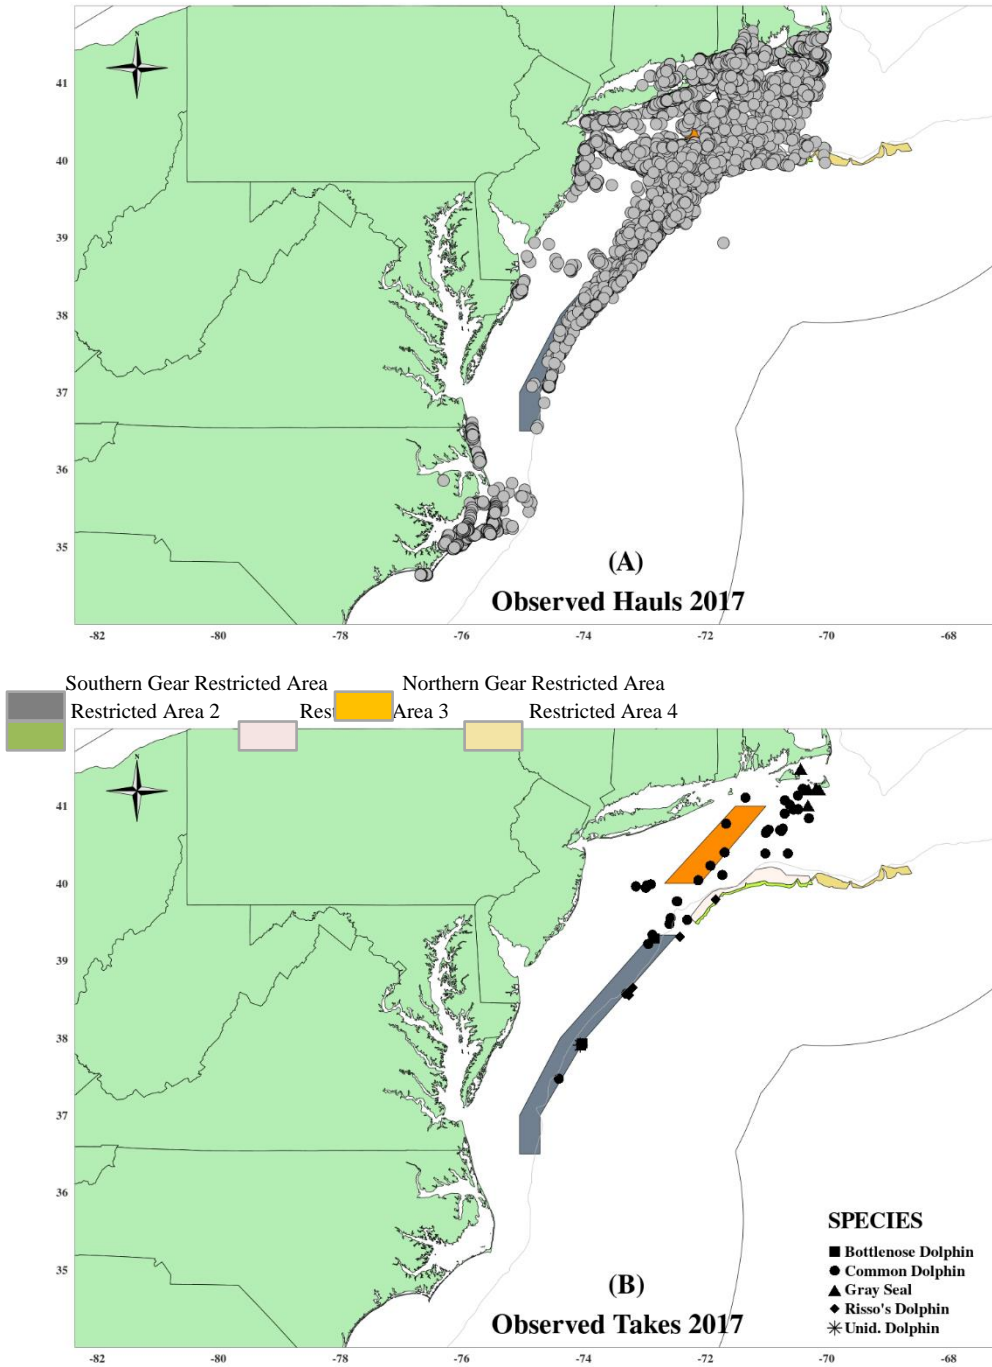 N
41
40
39
38
37
36
35
(A)
Observed Hauls 2017
-82 -80 -78 -76 -74 -72 -70 -68
Southern Gear Restricted Area Northern Gear Restricted Area
Restricted Area 2 Rest Area 3 Restricted Area 4
N
41
40
39
38
37
36
35
SPECIES
Bottlenose Dolphin
Common Dolphin
Gray Seal
Risso's Dolphin
Unid. Dolphin
(B)
Observed Takes 2017
-82 -80 -78 -76 -74 -72 -70 -68